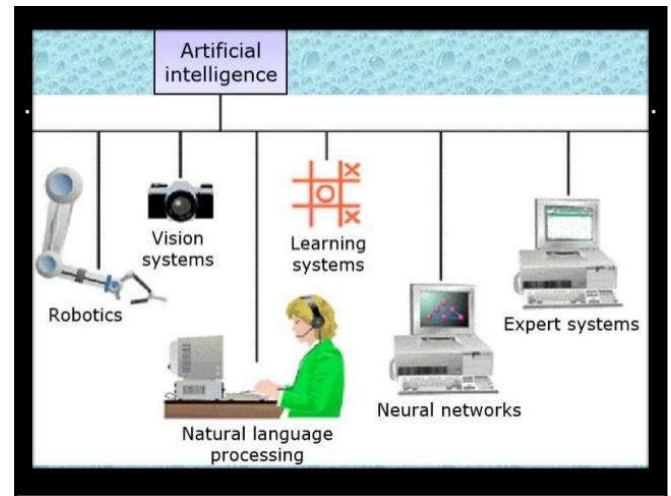 Artificial
intelligence
Robotics
Vision
systems
Natural language
processing
Learning
systems
Neural networks
Expert systems